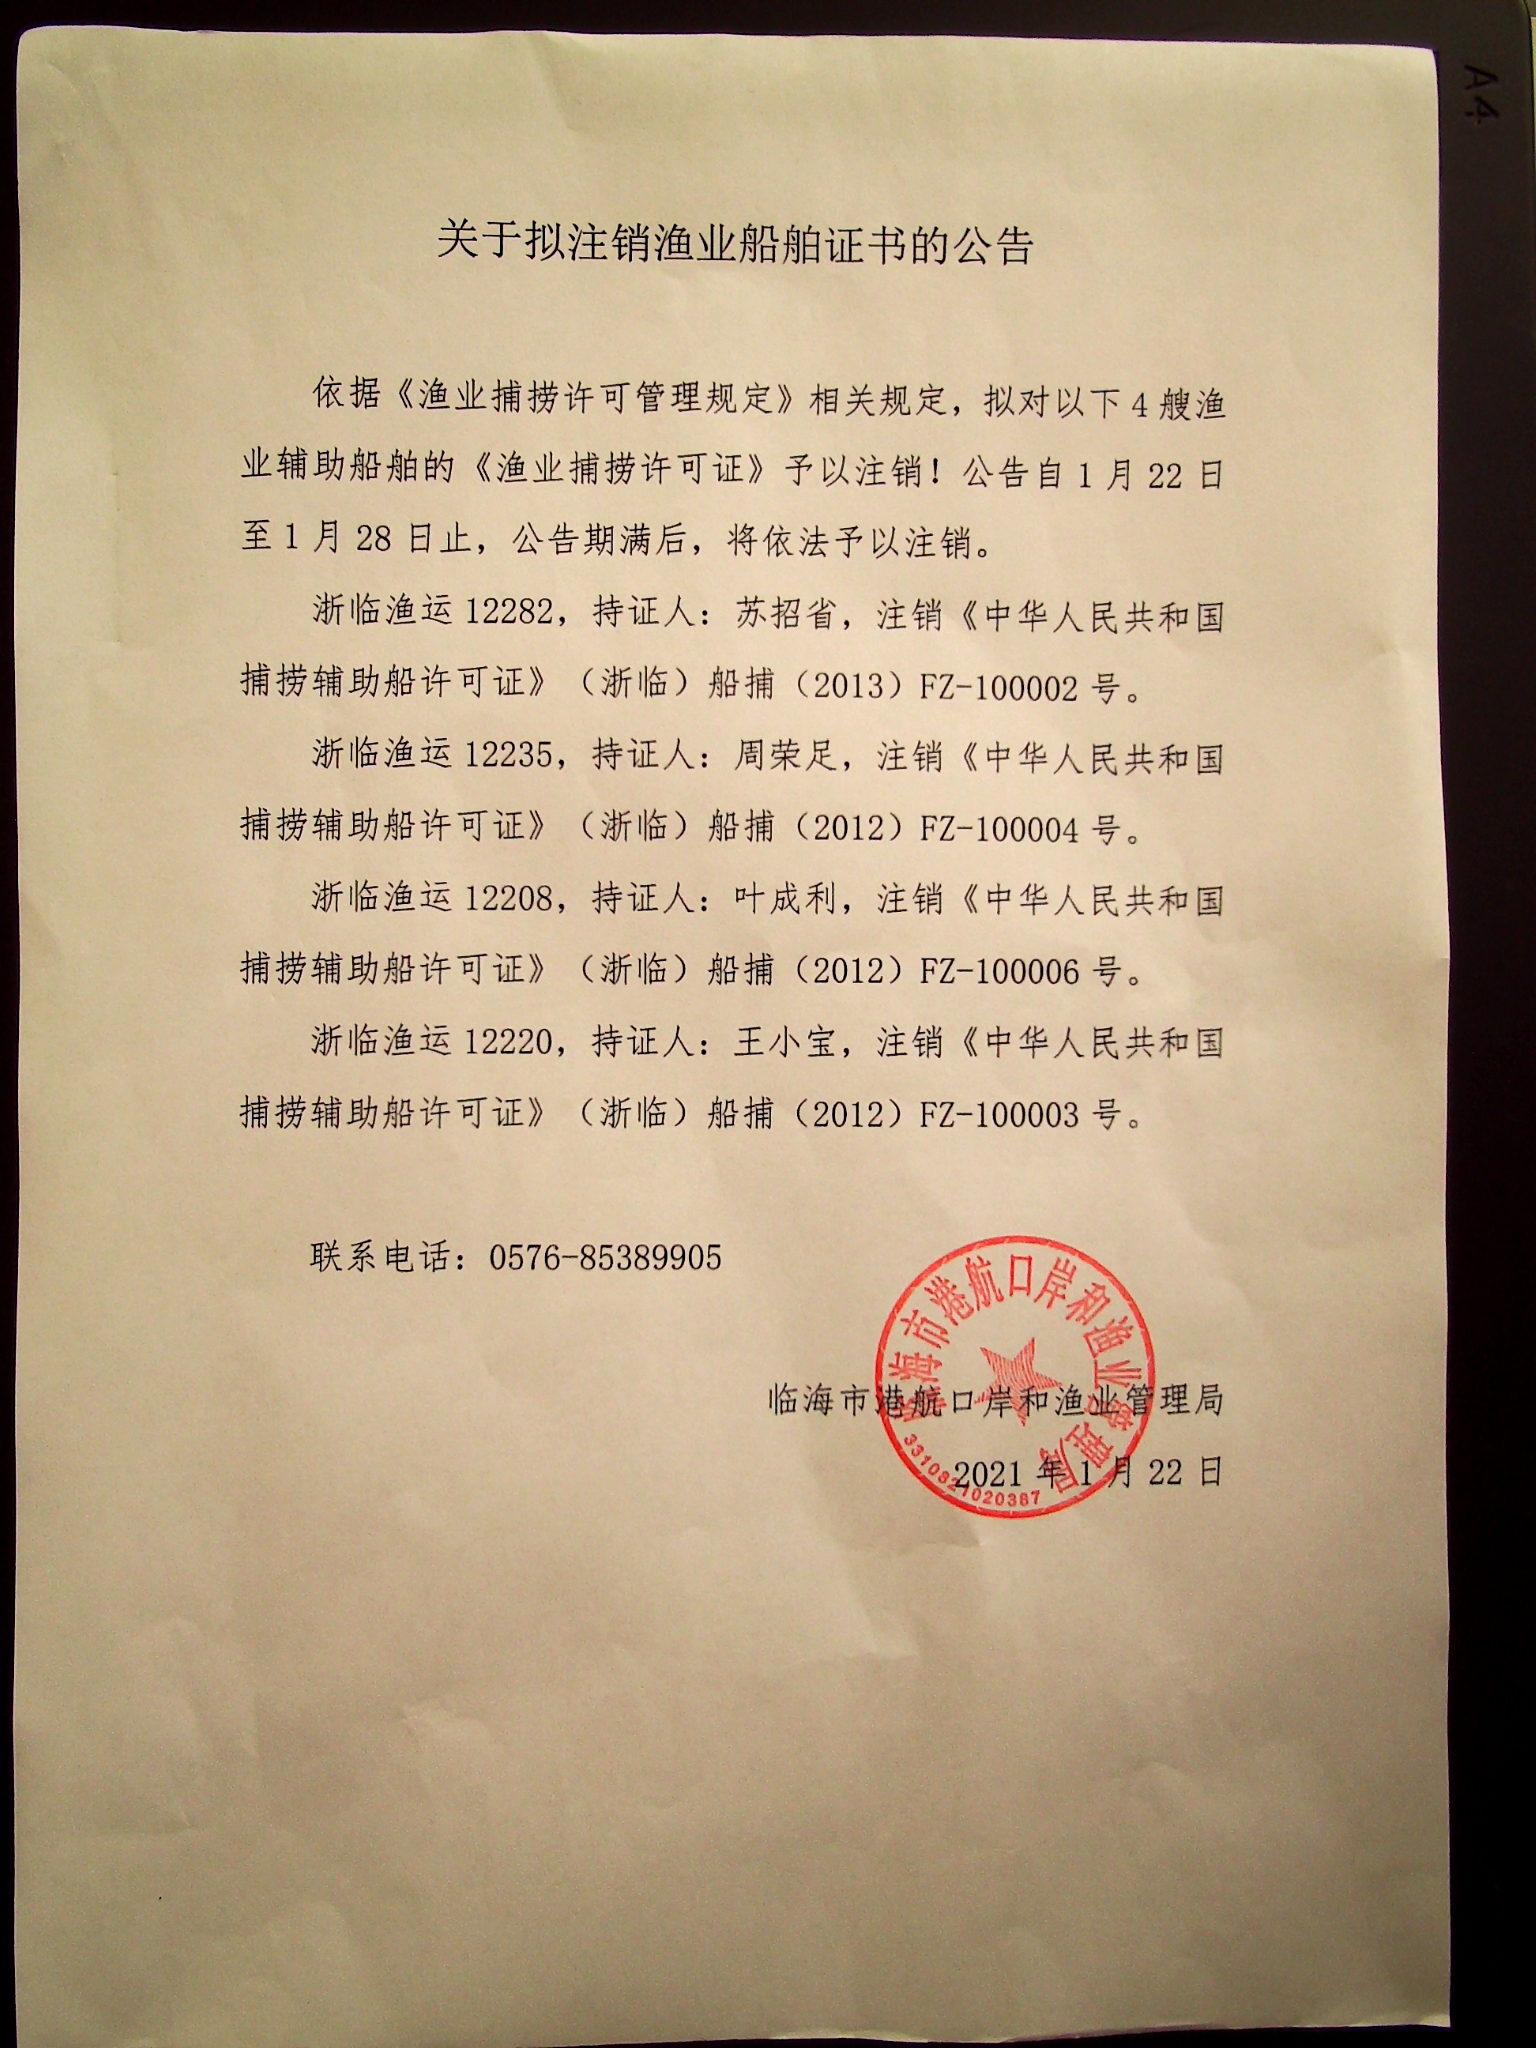 关于拟注销渔业船舶证书的公告
依据《渔业捕捞许可管理规定》相关规定，拟对以下4艘渔
业辅助船舶的《渔业捕捞许可证》予以注销！公告自1月22日
至1月28日止，公告期满后，将依法予以注销。
浙临渔运12282，持证人：苏招省，注销《中华人民共和国
捕捞辅助船许可证》（浙临）船捕（2013）FZ-100002号。
浙临渔运12235，持证人：周荣足，注销《中华人民共和国
捕捞辅助船许可证》（浙临）船捕（2012）FZ-100004号。
浙临渔运12208，持证人：叶成利，注销《中华人民共和国
捕捞辅助船许可证》（浙临）船捕（2012）FZ-100006号。
浙临渔运12220，持证人：王小宝，注销《中华人民共和国
捕捞辅助船许可证》（浙临）船捕（2012）FZ-100003号。
联系电话：0576-85389905
临海市港航口岸和渔业管理局
2021年1月22日
临海市港航口岸和渔业管理局
3310821020387
A4